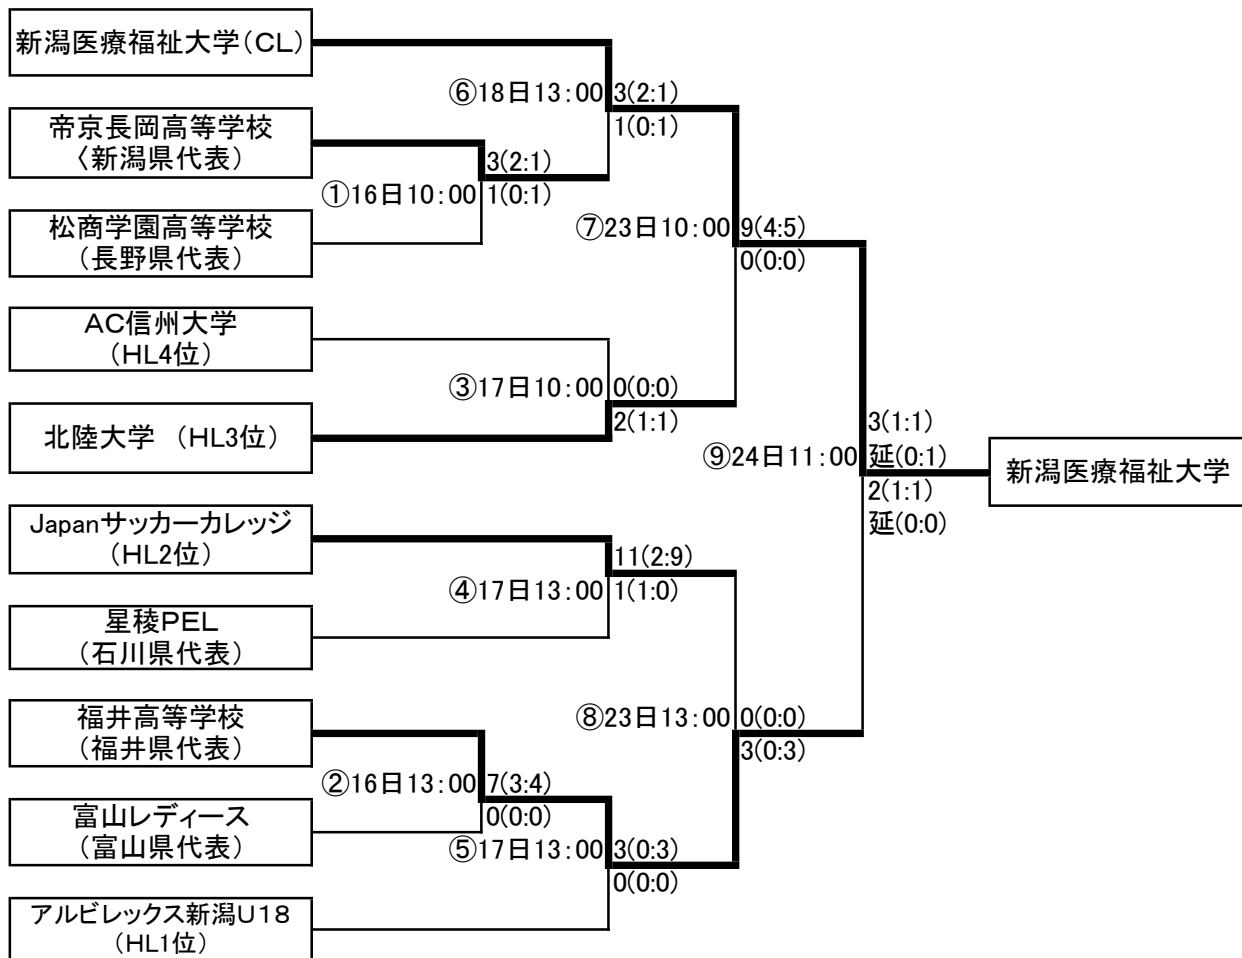 新潟医療福祉大学（CL）
⑥18日13：00
3(2:1)
1(0:1)
帝京長岡高等学校
〈新潟県代表）
3(2:1)
①16日10：00
1(0:1)
松商学園高等学校
（長野県代表）
⑦23日10：00
9(4:5)
0(0:0)
AC信州大学
（HL4位）
③17日10：00
0(0:0)
2(1:1)
北陸大学　（HL3位）
3(1:1)
⑨24日11：00
延(0:1)
2(1:1)
延(0:0)
新潟医療福祉大学
Japanサッカーカレッジ
（HL2位）
11(2:9)
④17日13：00
1(1:0)
星稜PEL
（石川県代表）
福井高等学校
（福井県代表）
⑧23日13：00
0(0:0)
3(0:3)
②16日13：00
7(3:4)
0(0:0)
富山レディース
（富山県代表）
⑤17日13：00
3(0:3)
0(0:0)
アルビレックス新潟U18
（HL1位）